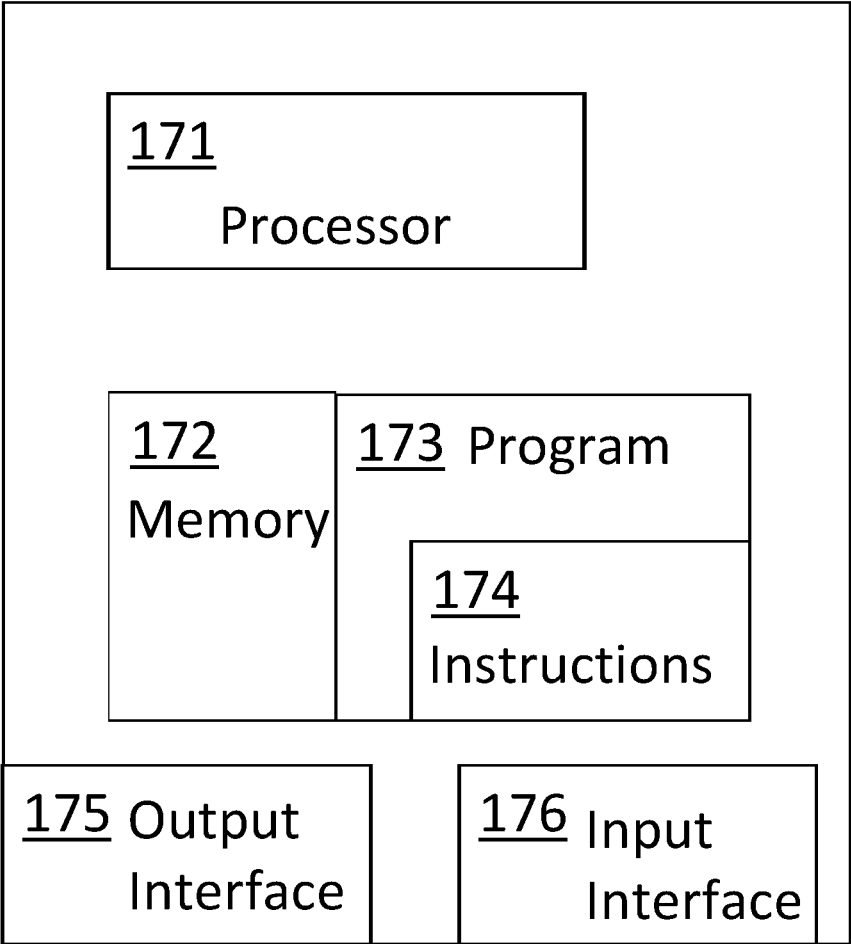 171
Processor
172
Memory
173 Program
174
Instructions
175 Output
Interface
176 Input
Interface